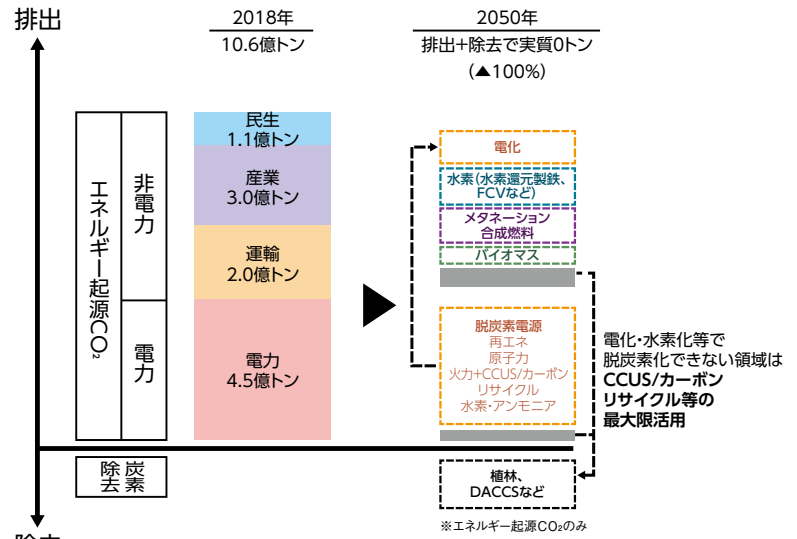 排出
2018年
10.6億トン
2050年
排出+除去で実質0トン
(▲100%)
エネルギー起源CO₂
非電力
電力
民生
1.1億トン
産業
3.0億トン
運輸
2.0億トン
電力
4.5億トン
電化
水素(水素還元製鉄、
FCVなど)
メタネーション
合成燃料
バイオマス
脱炭素電源
再エネ
原子力
火力+CCUS/カーボン
リサイクル
水素・アンモニア
電化・水素化等で
脱炭素化できない領域は
CCUS/カーボン
リサイクル等の
最大限活用
炭素
除去
植林、
DACCSなど
※エネルギー起源CO₂のみ
除去